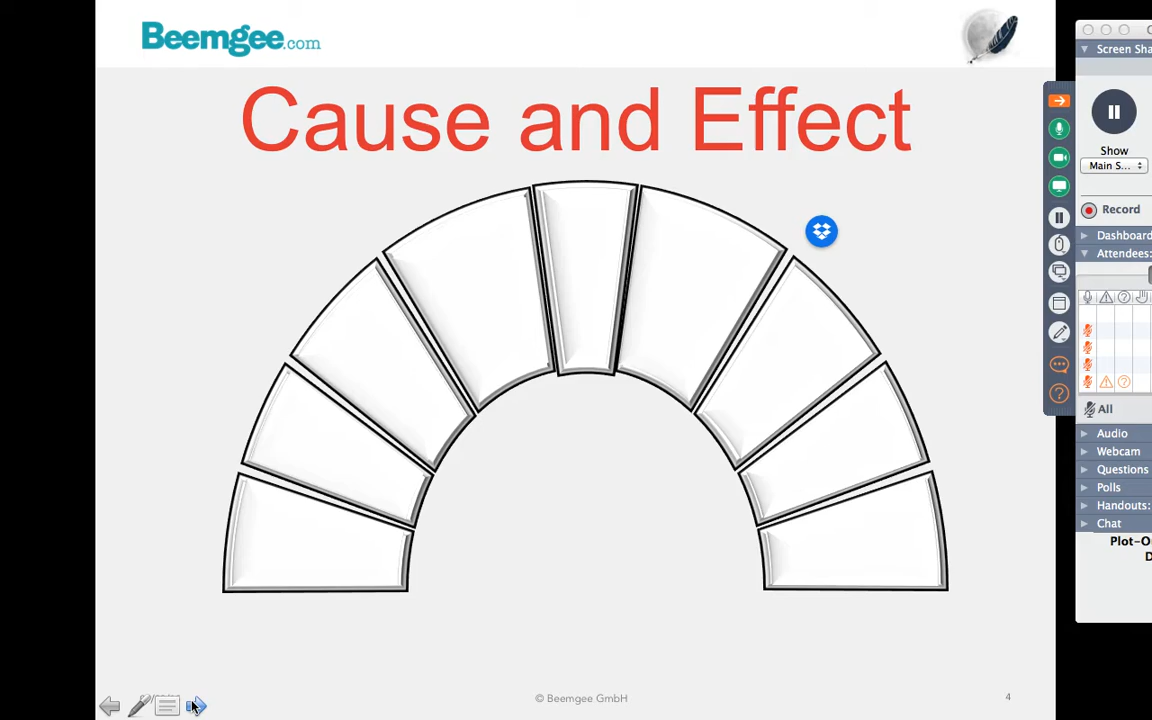 Beemgee.com
Cause and Effect
© Beemgee GmbH
4
Screen Sha
Show
Main S...
Record
Dashboard
Attendees:
All
Audio
Webcam
Questions
Polls
Handouts:
Chat
Plot-Ou
D